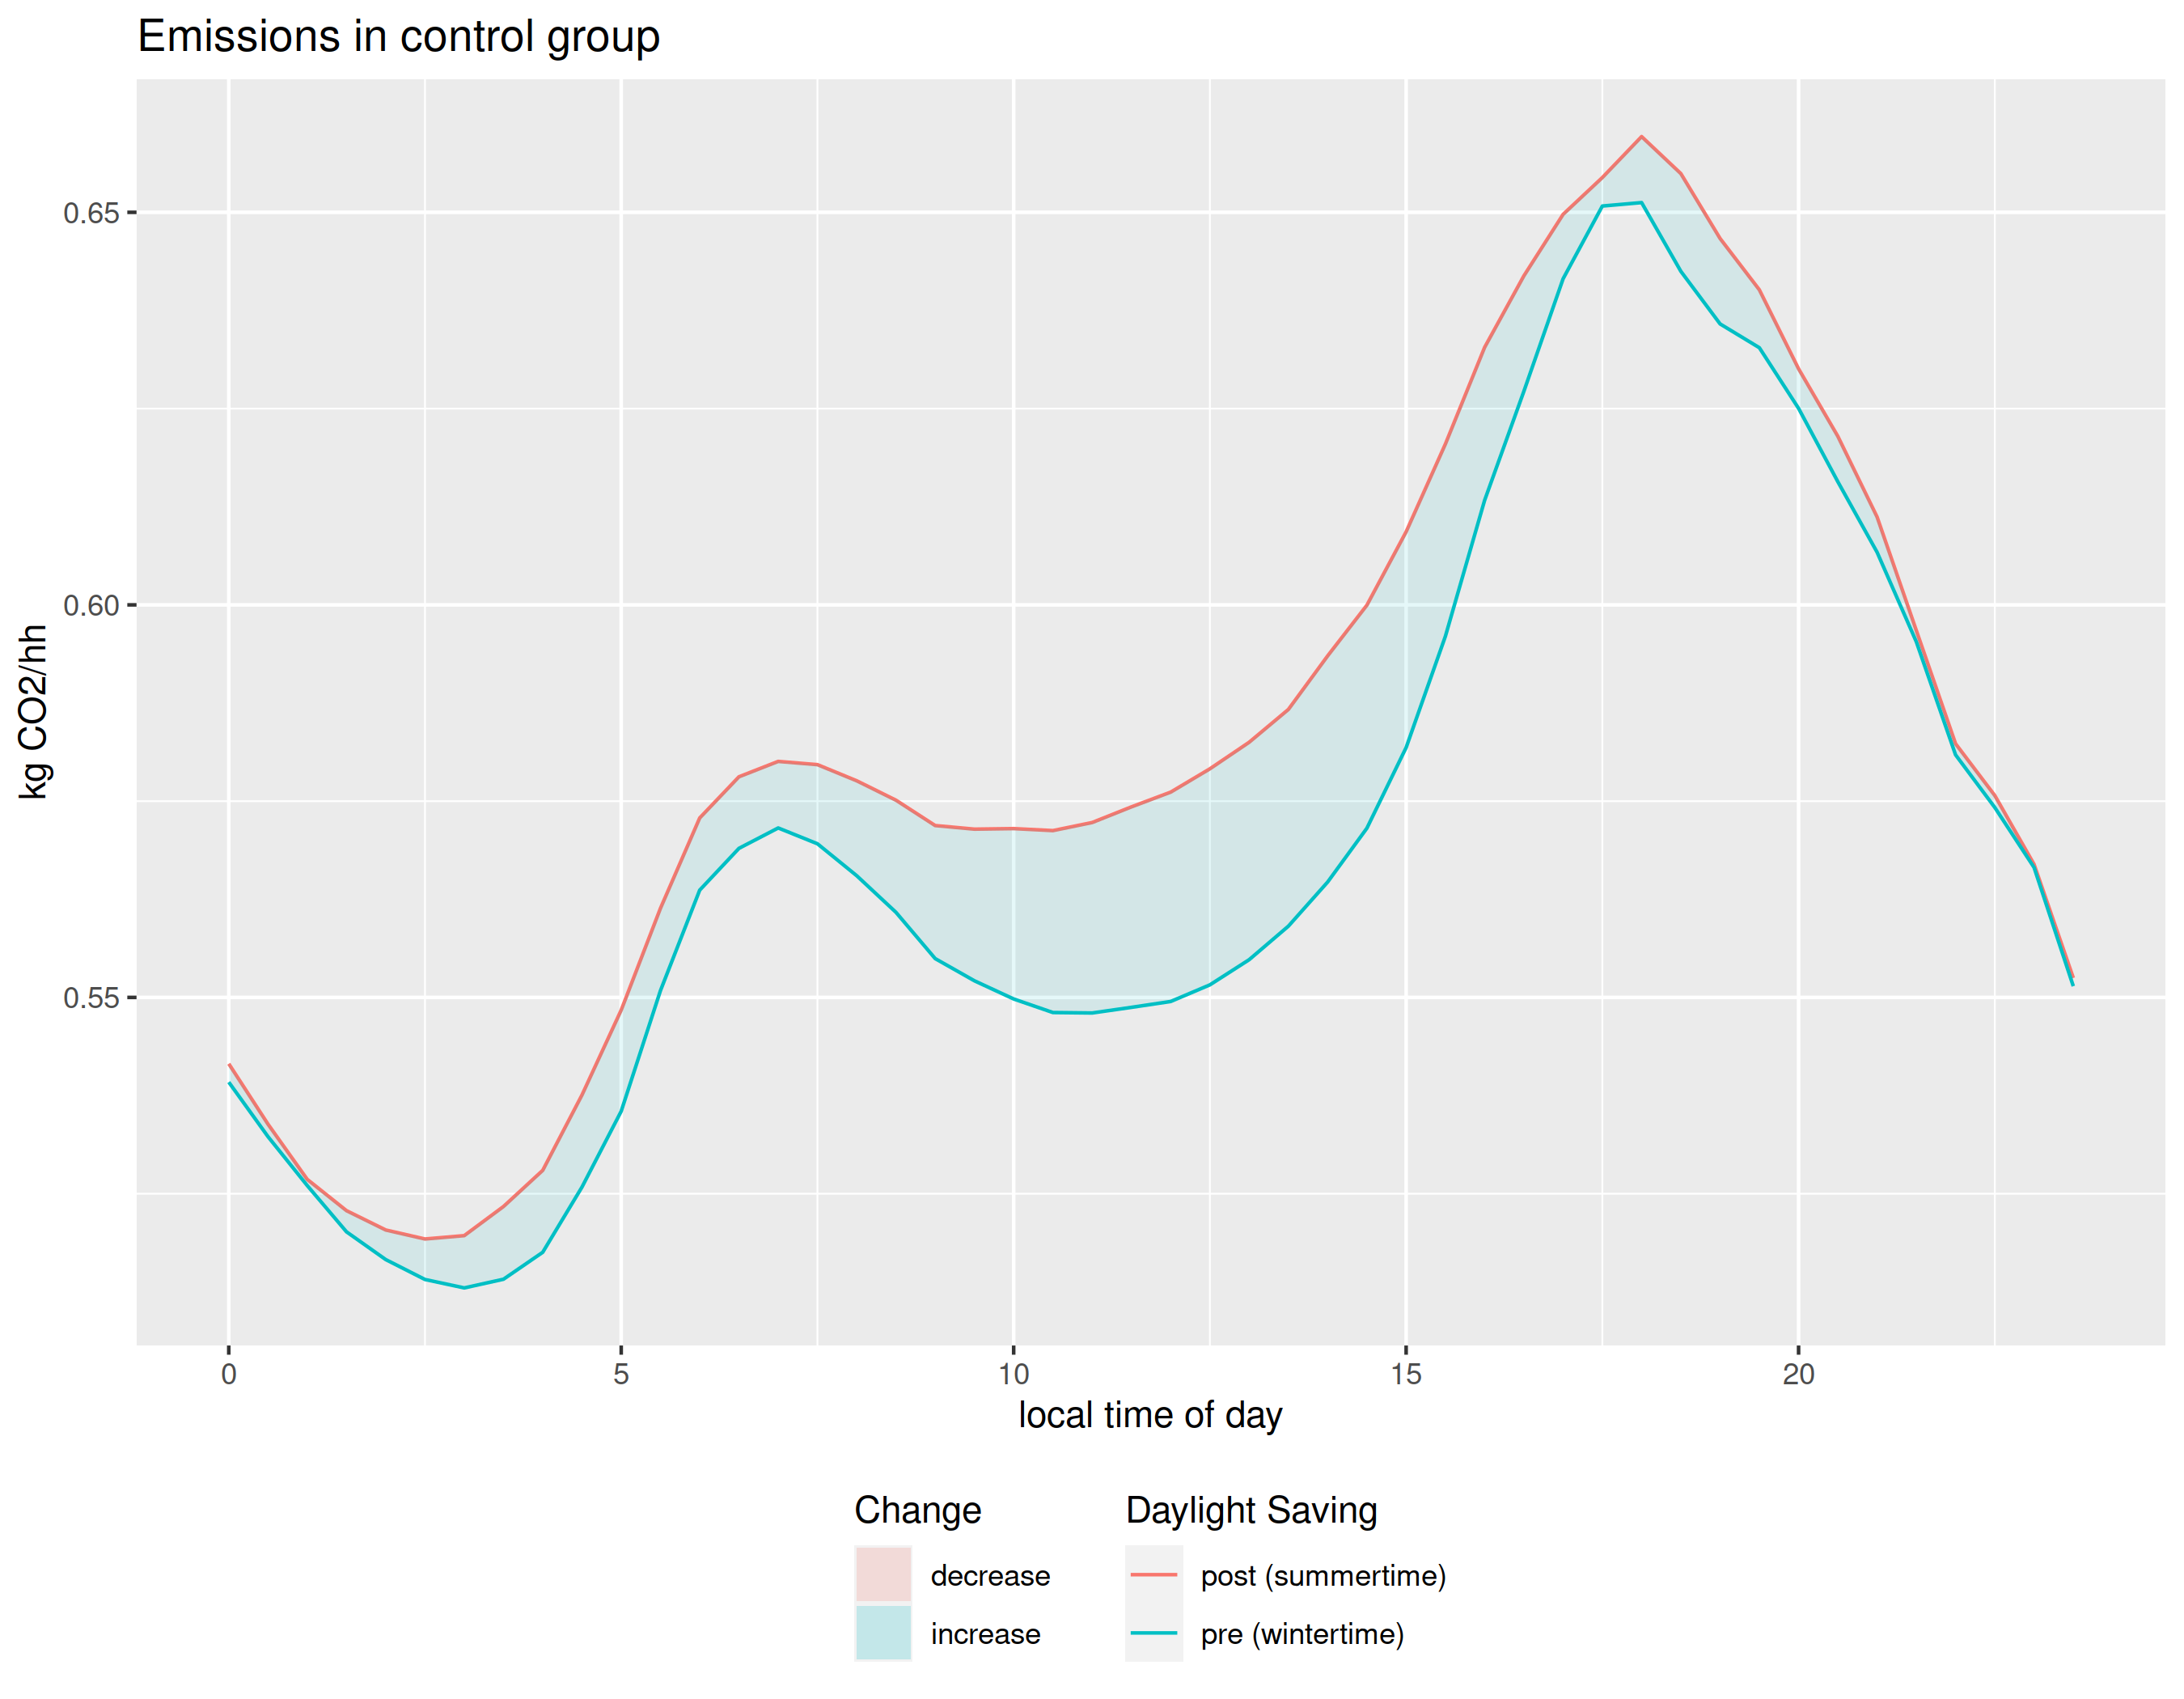 Emissions in control group
kg CO2/hh
0.65
0.60
0.55
0 5 10 15 20
local time of day
Change
decrease
increase
Daylight Saving
post (summertime)
pre (wintertime)